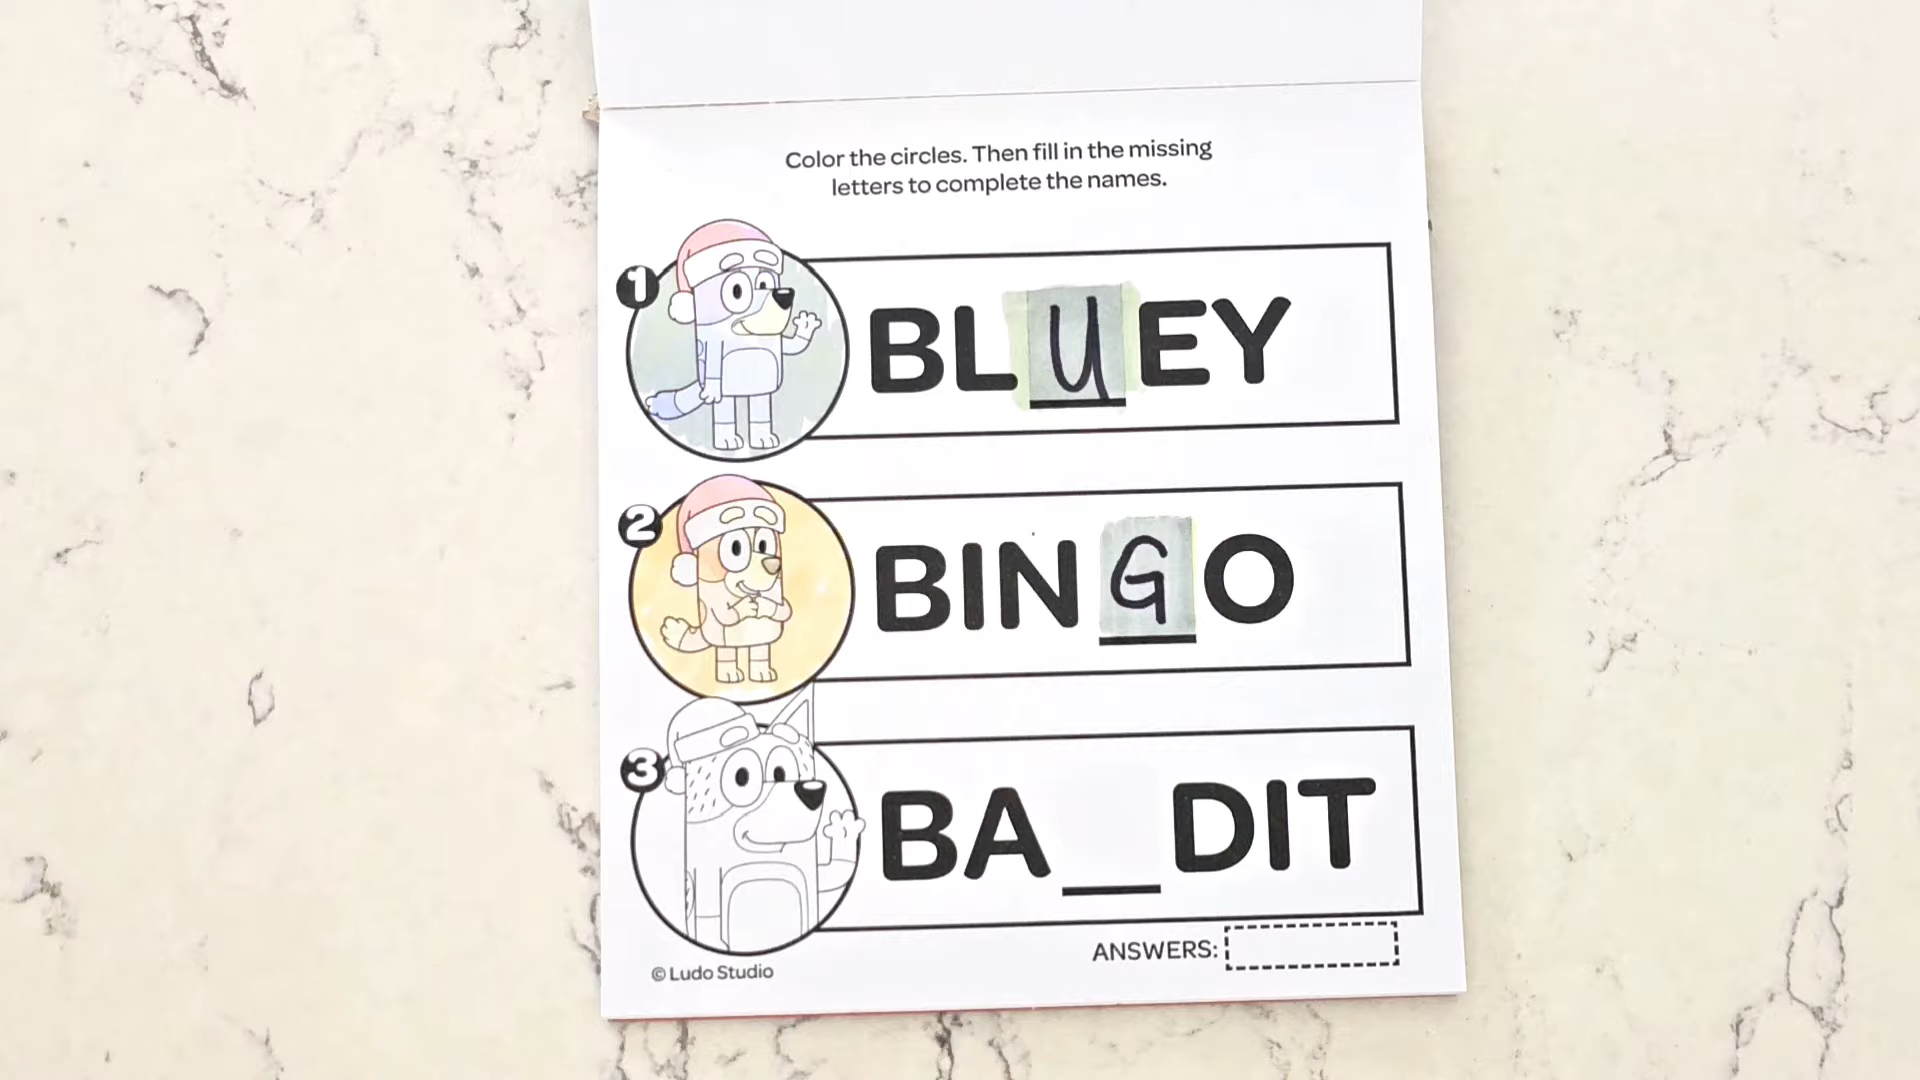 Color the circles. Then fill in the missing
letters to complete the names.
1
BLUEY
2
BINGO
3
BA_DIT
ANSWERS:
© Ludo Studio